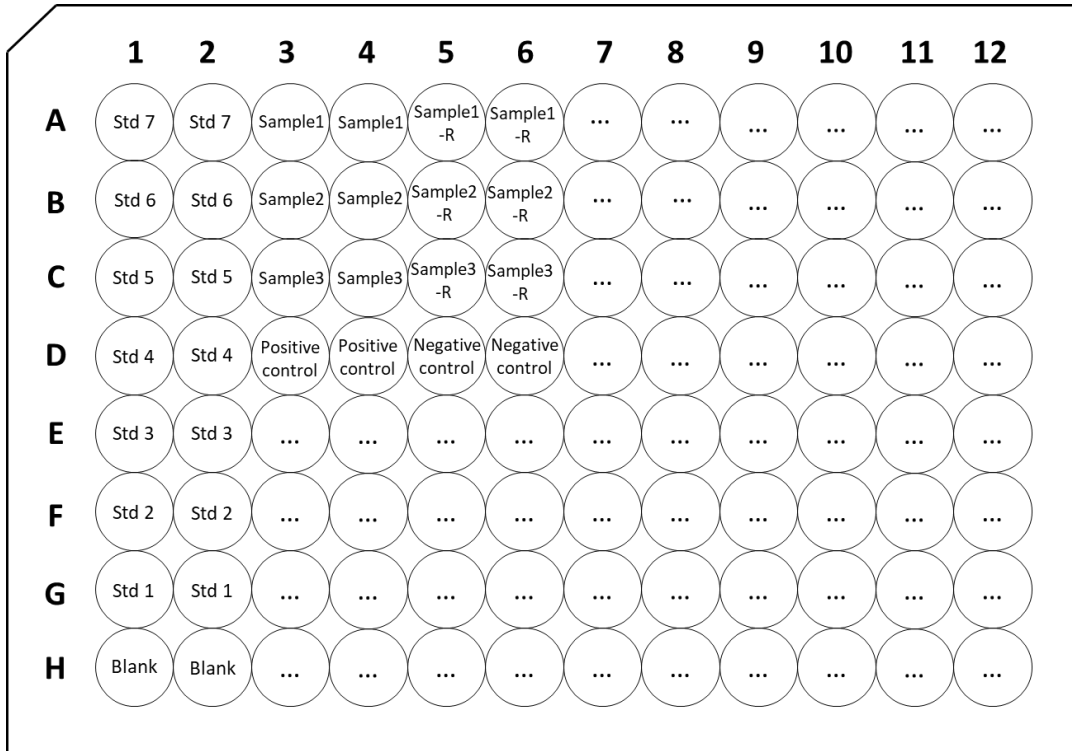 1 2 3 4 5 6 7 8 9 10 11 12
A Std 7 Std 7 Sample1 Sample1 Sample1 -R Sample1 -R ... ... ... ... ... ...
B Std 6 Std 6 Sample2 Sample2 Sample2 -R Sample2 -R ... ... ... ... ... ...
C Std 5 Std 5 Sample3 Sample3 Sample3 -R Sample3 -R ... ... ... ... ... ...
D Std 4 Std 4 Positive control Positive control Negative control Negative control ... ... ... ... ... ...
E Std 3 Std 3 ... ... ... ... ... ... ... ... ... ...
F Std 2 Std 2 ... ... ... ... ... ... ... ... ... ...
G Std 1 Std 1 ... ... ... ... ... ... ... ... ... ...
H Blank Blank ... ... ... ... ... ... ... ... ... ...